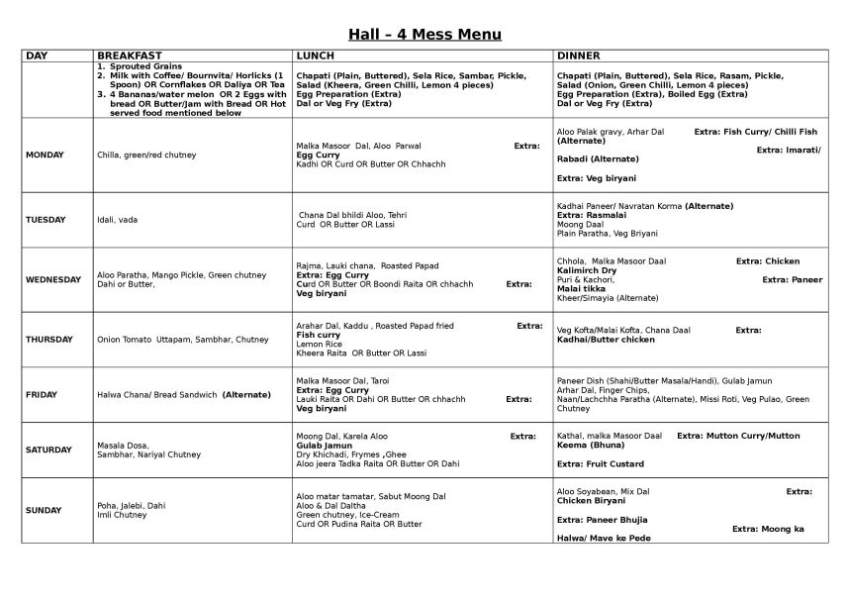 Hall – 4 Mess Menu
DAY BREAKFAST LUNCH DINNER
1. Sprouted Grains
2. Milk with Coffee/ Bournvita/ Horlicks (1
Spoon) OR Cornflakes OR Daliya OR Tea
3. 4 Bananas/water melon OR 2 Eggs with
bread OR Butter/Jam with Bread OR Hot
served food mentioned below
Chapati (Plain, Buttered), Sela Rice, Sambar, Pickle,
Salad (Kheera, Green Chilli, Lemon 4 pieces)
Egg Preparation (Extra)
Dal or Veg Fry (Extra)
Chapati (Plain, Buttered), Sela Rice, Rasam, Pickle,
Salad (Onion, Green Chilli, Lemon 4 pieces)
Egg Preparation (Extra), Boiled Egg (Extra)
Dal or Veg Fry (Extra)
MONDAY
Chilla, green/red chutney
Malka Masoor Dal, Aloo Parwal Extra:
Egg Curry
Kadhi OR Curd OR Butter OR Chhachh
Aloo Palak gravy, Arhar Dal Extra: Fish Curry/ Chilli Fish
(Alternate)
Extra: Imarati/
Rabadi (Alternate)
Extra: Veg biryani
TUESDAY
Idali, vada
Chana Dal bhildi Aloo, Tehri
Curd OR Butter OR Lassi
Kadhai Paneer/ Navratan Korma (Alternate)
Extra: Rasmalai
Moong Daal
Plain Paratha, Veg Briyani
WEDNESDAY
Aloo Paratha, Mango Pickle, Green chutney
Dahi or Butter,
Rajma, Lauki chana, Roasted Papad
Extra: Egg Curry
Curd OR Butter OR Boondi Raita OR chhachh Extra:
Veg biryani
Chhola, Malka Masoor Daal Extra: Chicken
Kalimirch Dry
Puri & Kachori, Extra: Paneer
Malai tikka
Kheer/Simayia (Alternate)
THURSDAY
Onion Tomato Uttapam, Sambhar, Chutney
Arahar Dal, Kaddu , Roasted Papad fried Extra:
Fish curry
Lemon Rice
Kheera Raita OR Butter OR Lassi
Veg Kofta/Malai Kofta, Chana Daal Extra:
Kadhai/Butter chicken
FRIDAY
Halwa Chana/ Bread Sandwich (Alternate)
Malka Masoor Dal, Taroi
Extra: Egg Curry
Lauki Raita OR Dahi OR Butter OR chhachh Extra:
Veg biryani
Paneer Dish (Shahi/Butter Masala/Handi), Gulab Jamun
Arhar Dal, Finger Chips,
Naan/Lachchha Paratha (Alternate), Missi Roti, Veg Pulao, Green
Chutney
SATURDAY
Masala Dosa,
Sambhar, Nariyal Chutney
Moong Dal, Karela Aloo Extra:
Gulab Jamun
Dry Khichadi, Frymes ,Ghee
Aloo jeera Tadka Raita OR Butter OR Dahi
Kathal, malka Masoor Daal Extra: Mutton Curry/Mutton
Keema (Bhuna)
Extra: Fruit Custard
SUNDAY
Poha, Jalebi, Dahi
Imli Chutney
Aloo matar tamatar, Sabut Moong Dal
Aloo & Dal Daltha
Green chutney, Ice-Cream
Curd OR Pudina Raita OR Butter
Aloo Soyabean, Mix Dal Extra:
Chicken Biryani
Extra: Paneer Bhujia
Extra: Moong ka
Halwa/ Mave ke Pede